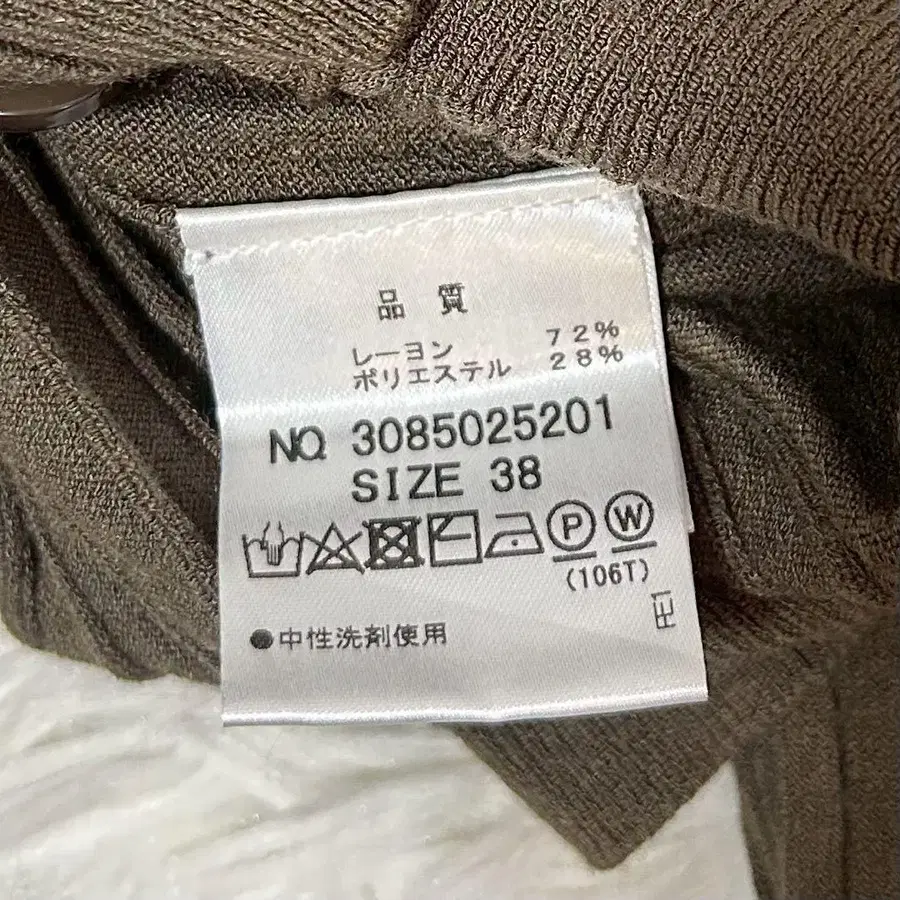 品質
レーヨン 72%
ポリエステル 28%
NO 3085025201
SIZE 38
P W
(106T)
●中性洗剤使用